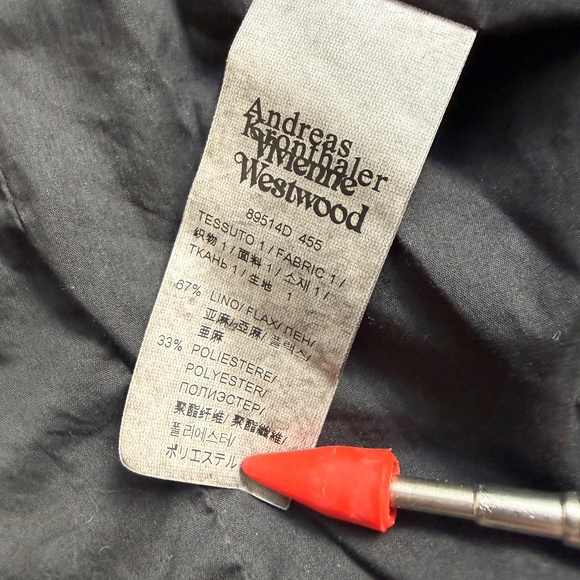 Andreas
Kronthaler
Vivienne
Westwood
89514D 455
TESSUTO 1 / FABRIC 1 /
织物 1 / 面料 1 / 소재 1 /
ТКАНЬ 1 / 生地 1
67% LINO/ FLAX/ ЛЕН/
亚麻/ 亞麻/ 플랙스/
亜麻
33% POLIESTERE/
POLYESTER/
ПОЛИЭСТЕР/
聚酯纤维/ 聚酯纖維/
폴리에스터/
ポリエステル